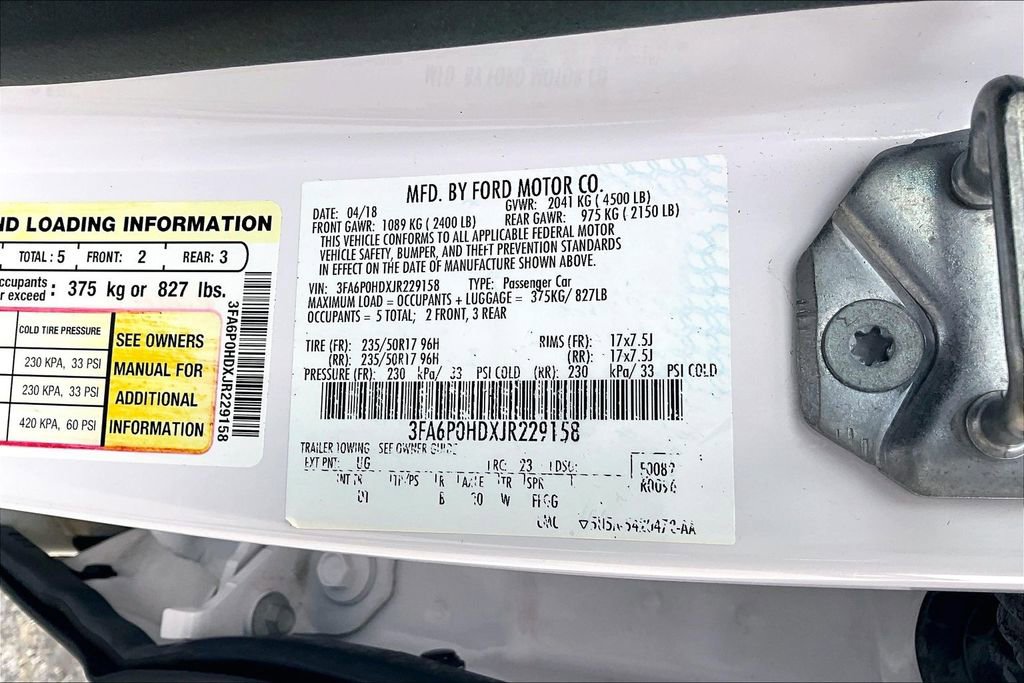 ND LOADING INFORMATION
TOTAL: 5 FRONT: 2 REAR: 3
ccupants
r exceed : 375 kg or 827 lbs.
COLD TIRE PRESSURE
230 KPA, 33 PSI
230 KPA, 33 PSI
420 KPA, 60 PSI
SEE OWNERS
MANUAL FOR
ADDITIONAL
INFORMATION
3FA6P0HDXJR229158
MFD. BY FORD MOTOR CO.
DATE: 04/18 GVWR: 2041 KG ( 4500 LB)
FRONT GAWR: 1089 KG ( 2400 LB) REAR GAWR: 975 KG ( 2150 LB)
THIS VEHICLE CONFORMS TO ALL APPLICABLE FEDERAL MOTOR
VEHICLE SAFETY, BUMPER, AND THEFT PREVENTION STANDARDS
IN EFFECT ON THE DATE OF MANUFACTURE SHOWN ABOVE.
VIN: 3FA6P0HDXJR229158 TYPE: Passenger Car
MAXIMUM LOAD = OCCUPANTS + LUGGAGE = 375KG/ 827LB
OCCUPANTS = 5 TOTAL; 2 FRONT, 3 REAR
TIRE (FR): 235/50R17 96H RIMS (FR): 17x7.5J
(RR): 235/50R17 96H (RR): 17x7.5J
PRESSURE (FR): 230 kPa/ 33 PSI COLD (RR): 230 kPa/ 33 PSI COLD
3FA6P0HDXJR229158
TRAILER TOWING SEE OWNER GUIDE
EXT PNT: UG RC: 23 DSO:
B W